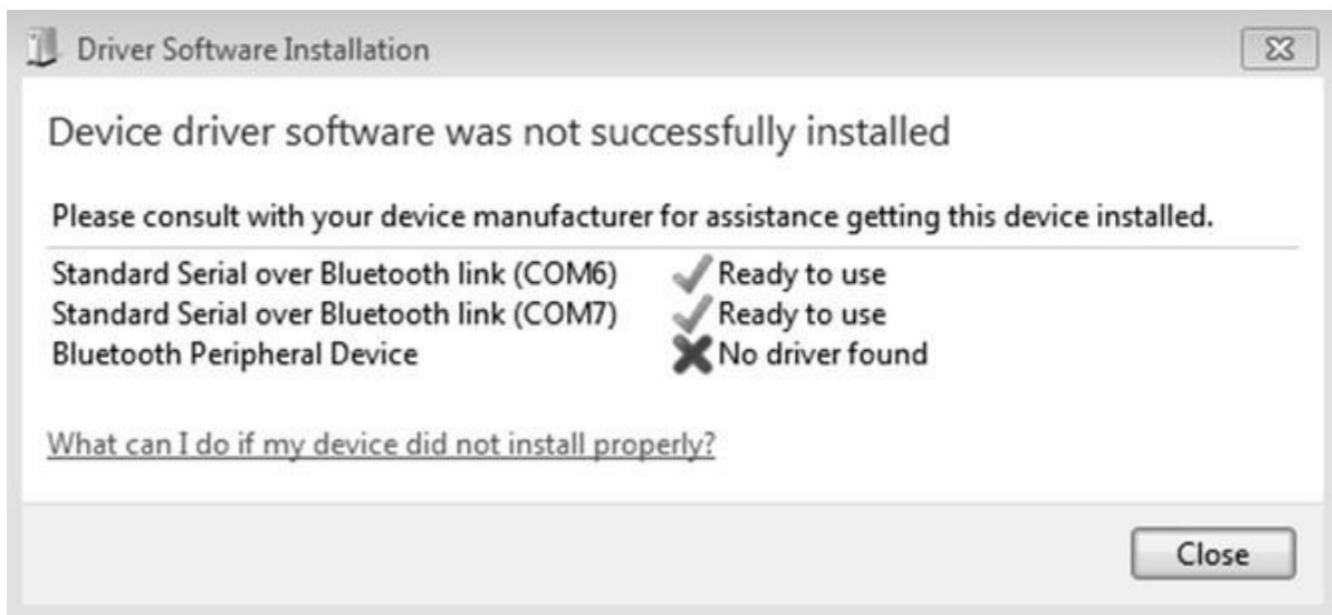 Driver Software Installation
Device driver software was not successfully installed
Please consult with your device manufacturer for assistance getting this device installed.
Standard Serial over Bluetooth link (COM6) Ready to use
Standard Serial over Bluetooth link (COM7) Ready to use
Bluetooth Peripheral Device No driver found
What can I do if my device did not install properly?
Close